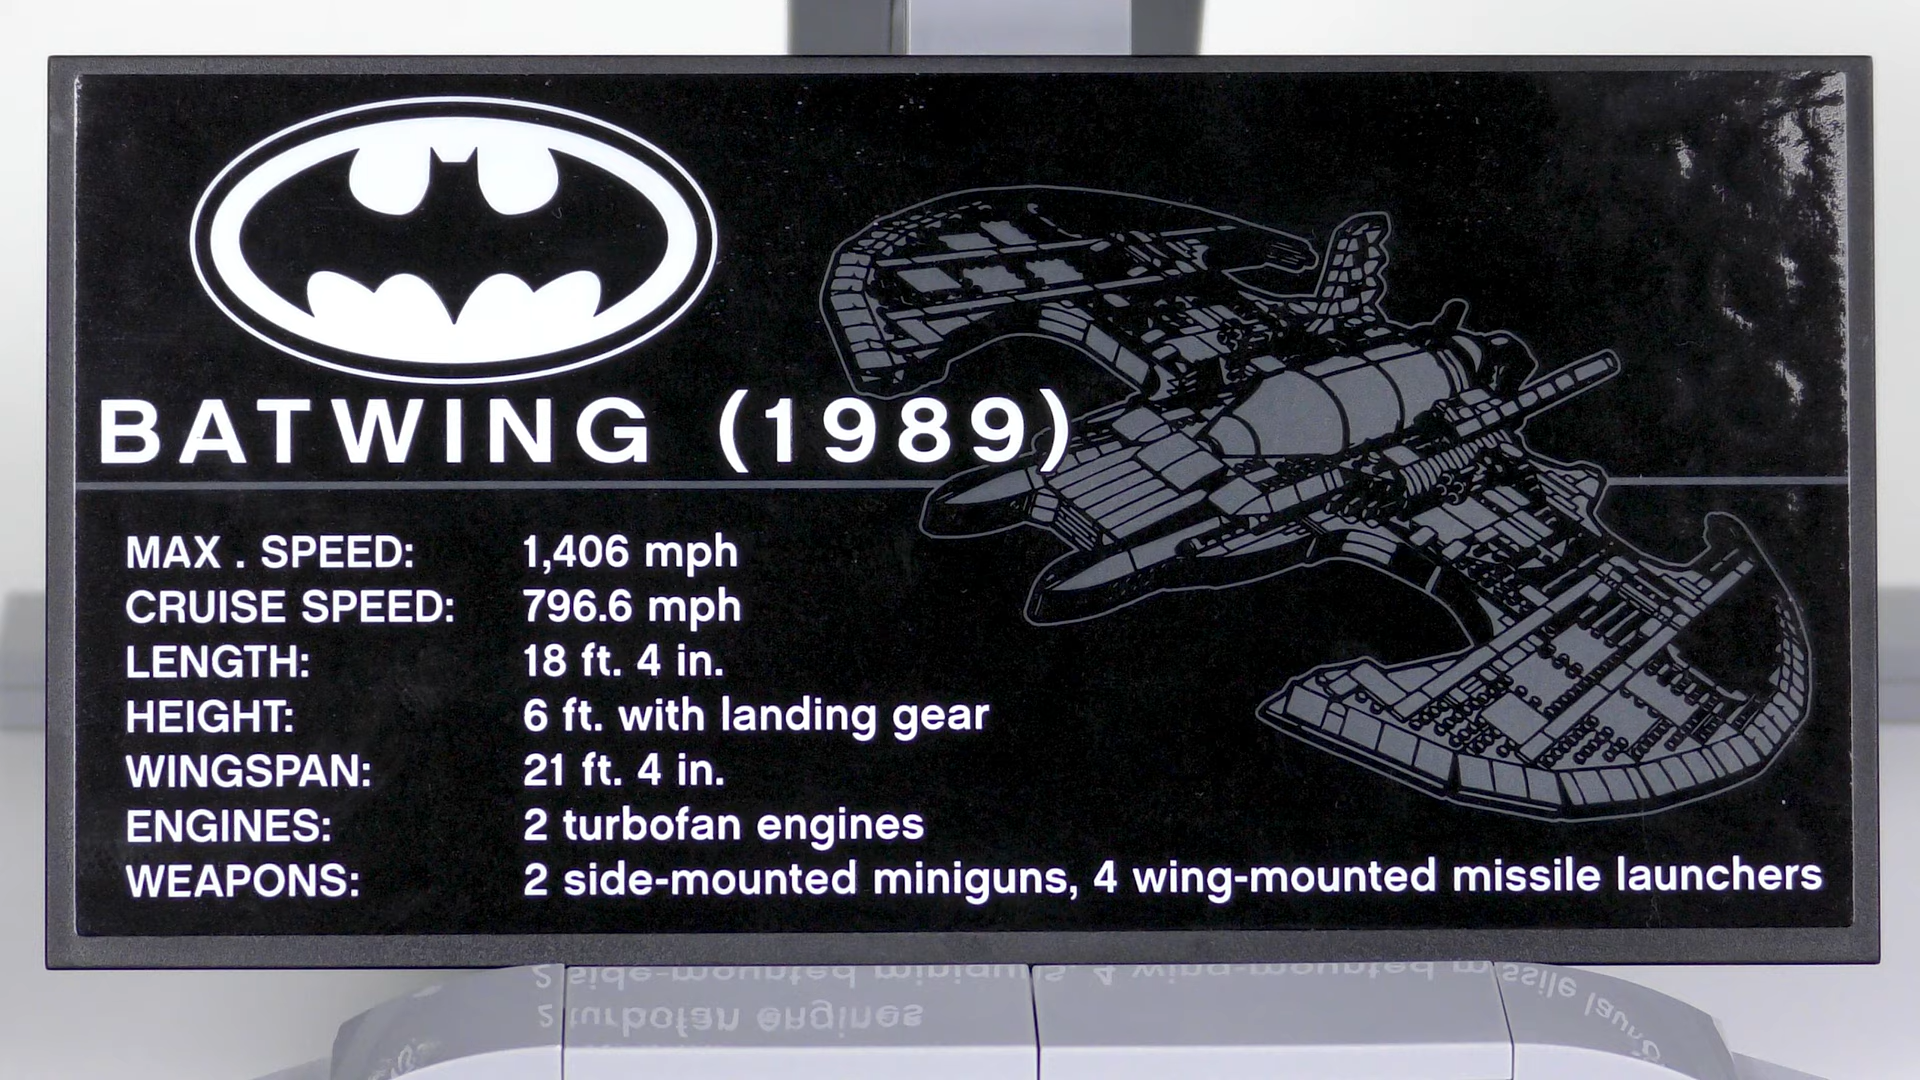 BATWING (1989)
MAX . SPEED: 1,406 mph
CRUISE SPEED: 796.6 mph
LENGTH: 18 ft. 4 in.
HEIGHT: 6 ft. with landing gear
WINGSPAN: 21 ft. 4 in.
ENGINES: 2 turbofan engines
WEAPONS: 2 side-mounted miniguns, 4 wing-mounted missile launchers